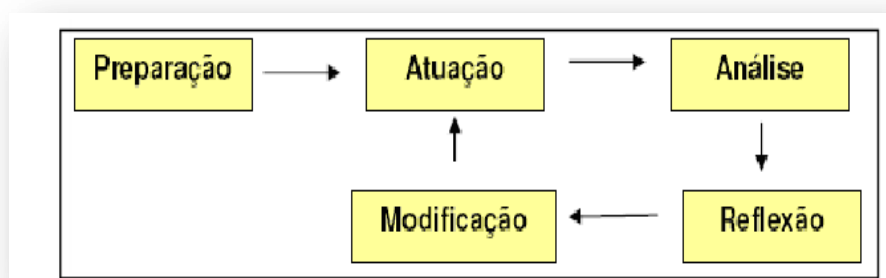 Preparação
Atuação
Análise
Modificação
Reflexão